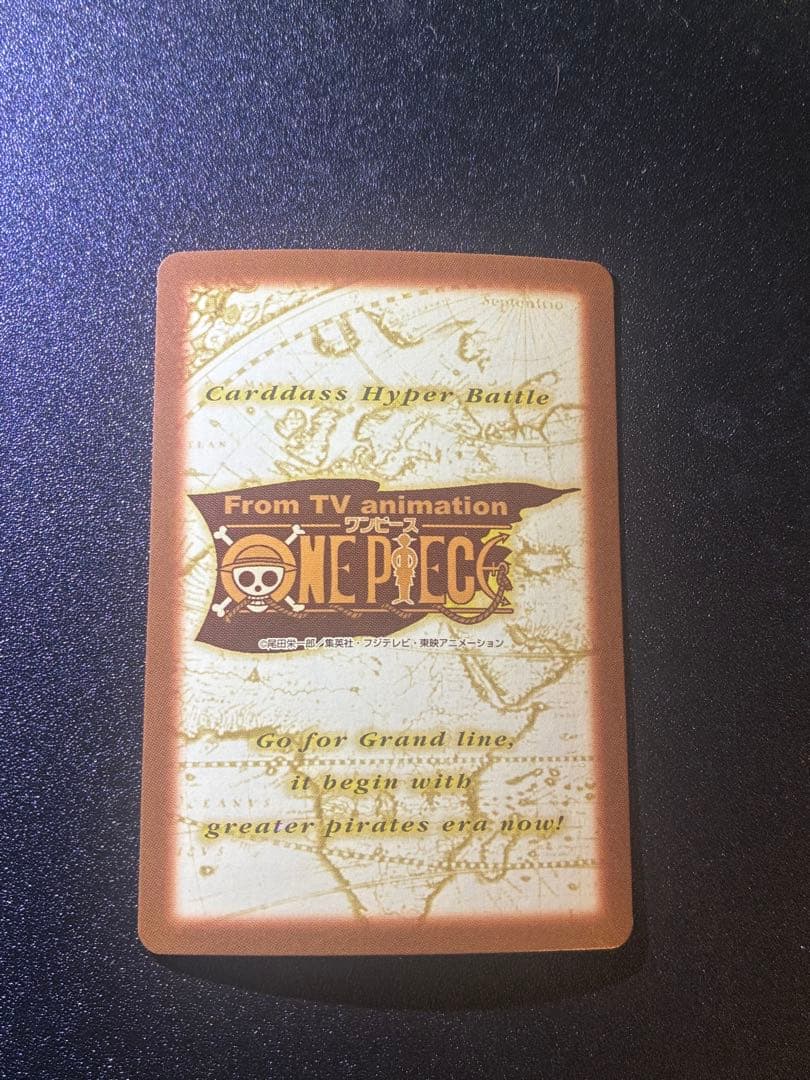 Septentrio
Carddass Hyper Battle
From TV animation
ワンピース
ONE PIECE
©尾田栄一郎／集英社・フジテレビ・東映アニメーション
Go for Grand line,
it begin with
greater pirates era now!